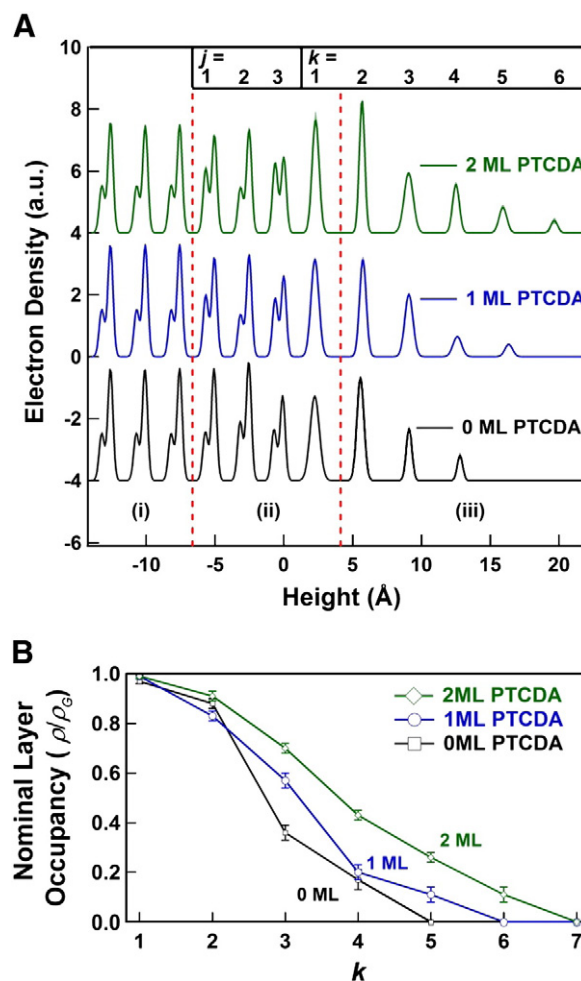 A
j = k =
1 2 3 1 2 3 4 5 6
10
8
6
4
2
0
-2
-4
-6
Electron Density (a.u.)
2 ML PTCDA
1 ML PTCDA
0 ML PTCDA
(i) (ii) (iii)
-10 -5 0 5 10 15 20
Height (Å)
B
1.0
0.8
0.6
0.4
0.2
0.0
Nominal Layer
Occupancy ( ρ/ρG)
2ML PTCDA
1ML PTCDA
0ML PTCDA
2 ML
1 ML
0 ML
1 2 3 4 5 6 7
k